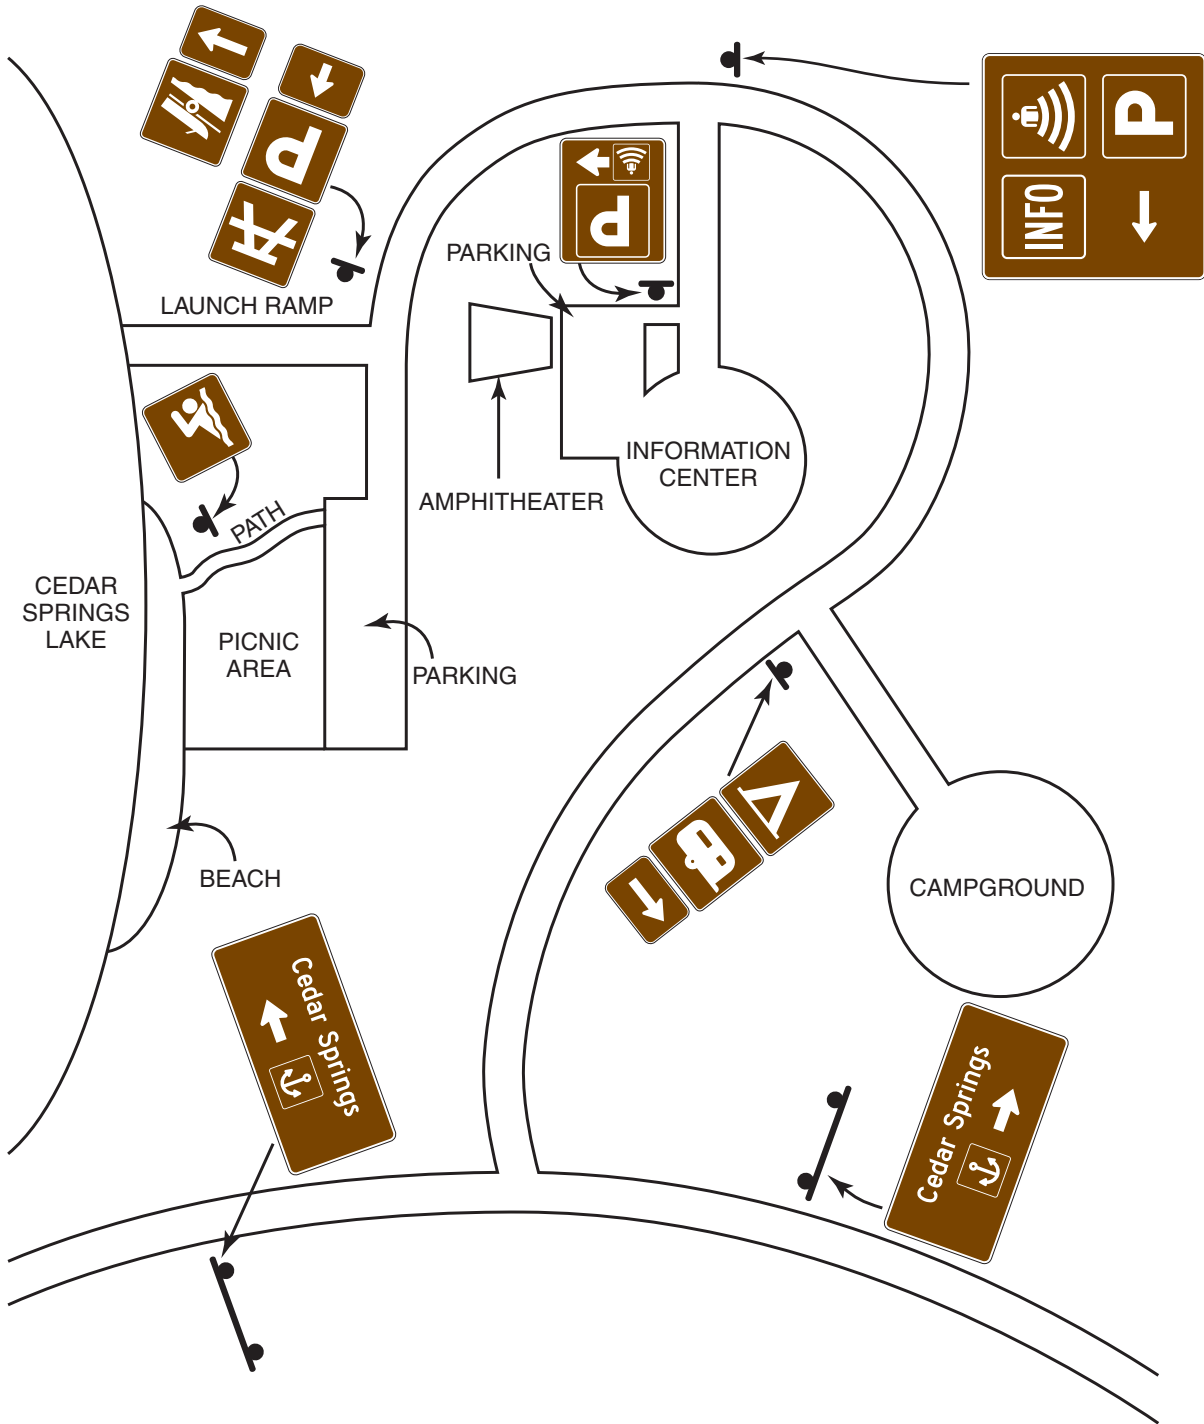 P
P
INFO
P
PARKING
LAUNCH RAMP
AMPHITHEATER
INFORMATION
CENTER
PATH
CEDAR
SPRINGS
LAKE
PICNIC
AREA
PARKING
BEACH
CAMPGROUND
Cedar Springs
Cedar Springs